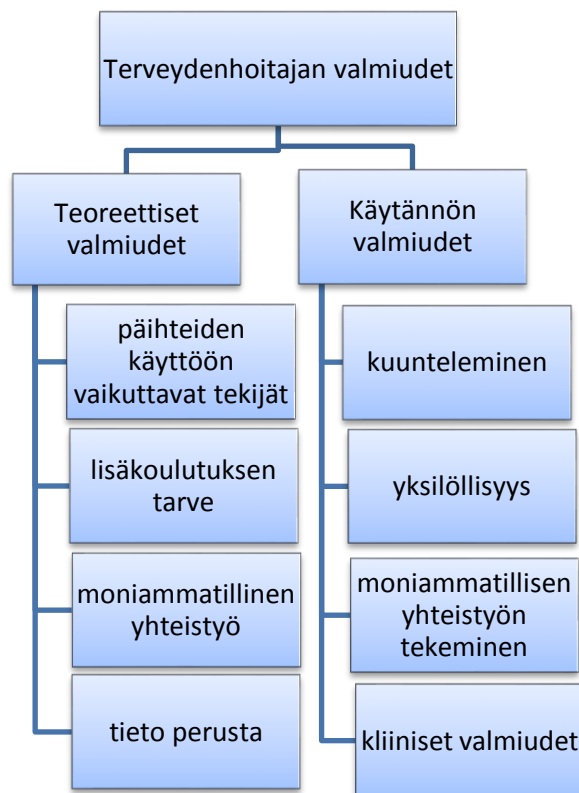 Terveydenhoitajan valmiudet
Teoreettiset
valmiudet
päihteiden
käyttöön
vaikuttavat tekijät
lisäkoulutuksen
tarve
moniammatillinen
yhteistyö
tieto perusta
Käytännön
valmiudet
kuunteleminen
yksilöllisyys
moniammatillisen
yhteistyön
tekeminen
kliiniset valmiudet